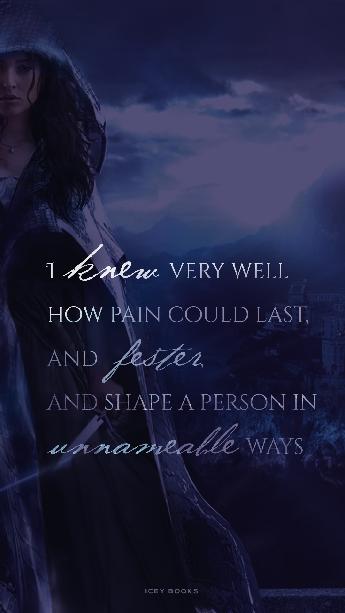 I knew VERY WELL
HOW PAIN COULD LAST,
AND fester,
AND SHAPE A PERSON IN
unnameable WAYS
ICEY BOOKS